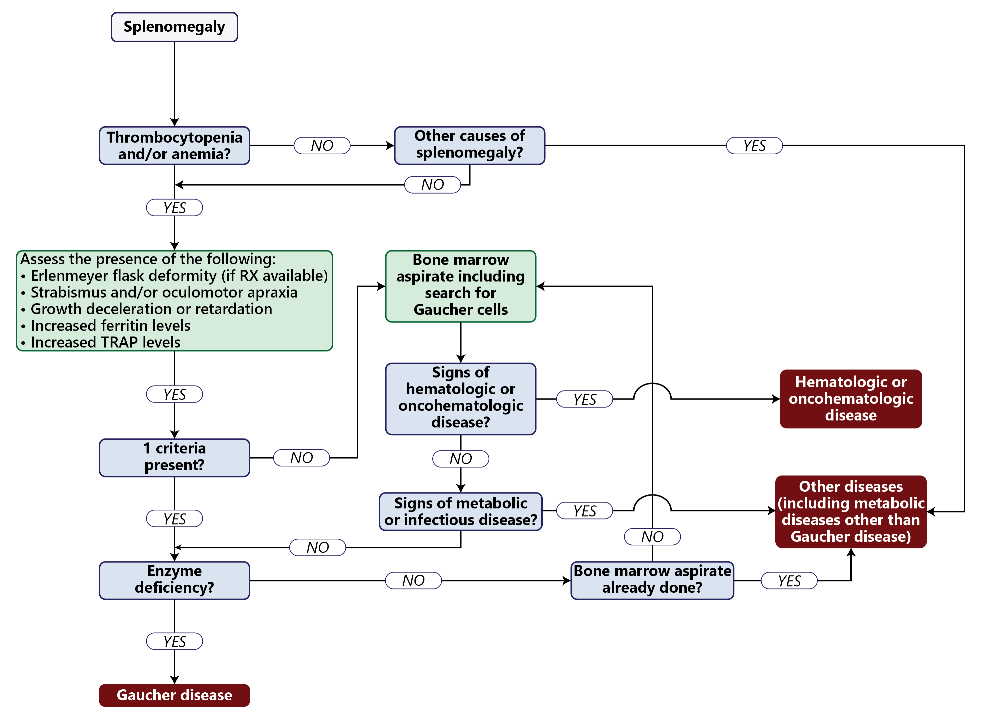 Splenomegaly
Thrombocytopenia
and/or anemia?
NO
Other causes of
splenomegaly?
YES
NO
YES
Assess the presence of the following:
• Erlenmeyer flask deformity (if RX available)
• Strabismus and/or oculomotor apraxia
• Growth deceleration or retardation
• Increased ferritin levels
• Increased TRAP levels
Bone marrow
aspirate including
search for
Gaucher cells
YES
Signs of
hematologic or
oncohematologic
disease?
YES
Hematologic or
oncohematologic
disease
1 criteria
present?
NO
NO
YES
Signs of metabolic
or infectious disease?
YES
Other diseases
(including metabolic
diseases other than
Gaucher disease)
NO
NO
Enzyme
deficiency?
NO
Bone marrow aspirate
already done?
YES
YES
Gaucher disease